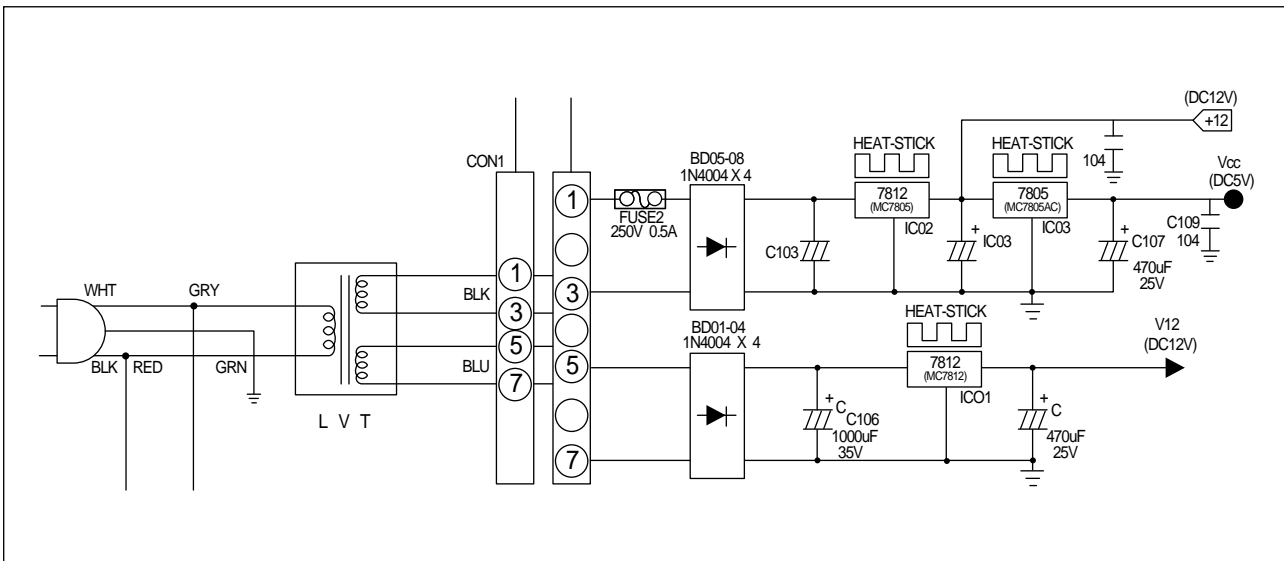 (DC12V)
+12
104
HEAT-STICK
HEAT-STICK
Vcc
(DC5V)
CON1
BD05-08
1N4004 X 4
1
FUSE2
250V 0.5A
7812
(MC7805)
IC02
7805
(MC7805AC)
IC03
C103
+ IC03
+ C107
470uF
25V
C109
104
WHT
GRY
1
BLK
3
3
BLK
RED
GRN
5
BLU
7
5
7
L V T
BD01-04
1N4004 X 4
HEAT-STICK
7812
(MC7812)
ICO1
V12
(DC12V)
+ C
C106
1000uF
35V
+ C
470uF
25V